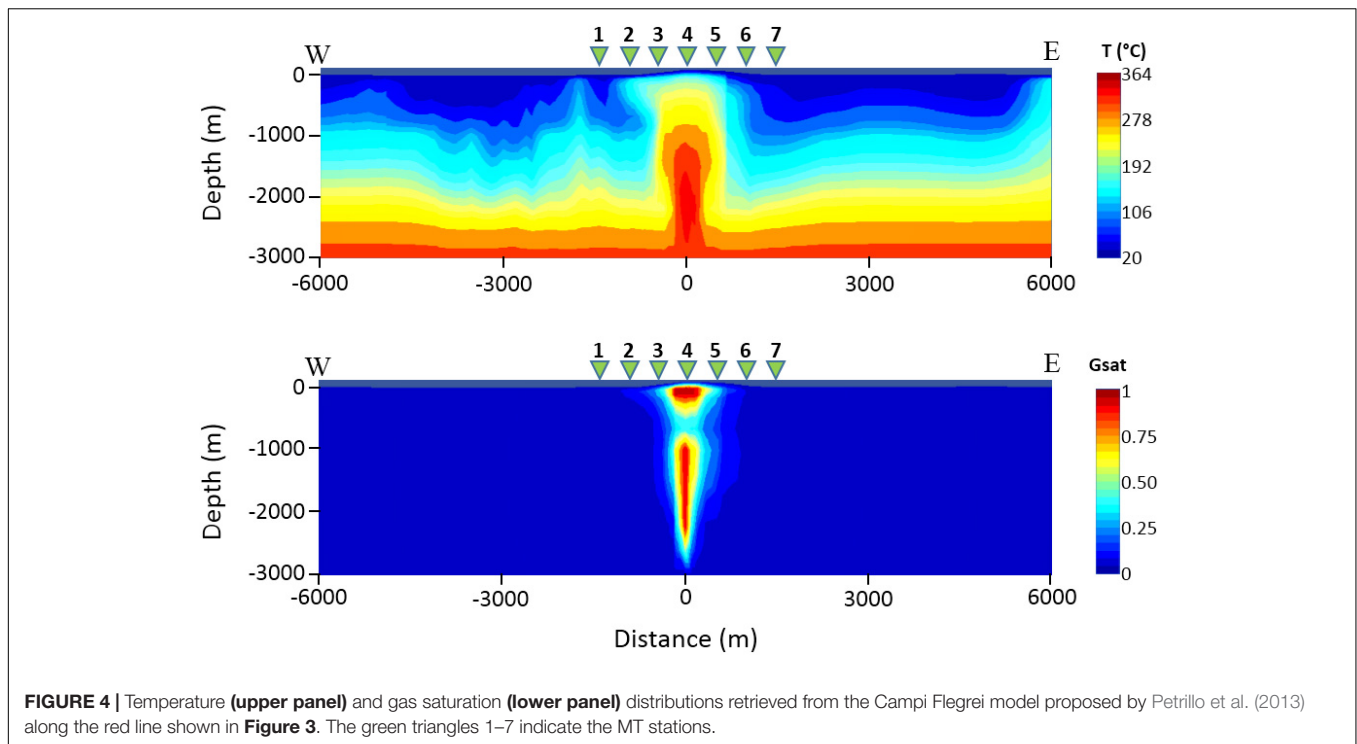 1 2 3 4 5 6 7
W E T (°C)
0 364
-1000 278
Depth (m) 192
-2000 106
-3000 20
-6000 -3000 0 3000 6000
1 2 3 4 5 6 7
W E Gsat
0 1
-1000 0.75
Depth (m) 0.50
-2000 0.25
-3000 0
-6000 -3000 0 3000 6000
Distance (m)
FIGURE 4 | Temperature (upper panel) and gas saturation (lower panel) distributions retrieved from the Campi Flegrei model proposed by Petrillo et al. (2013)
along the red line shown in Figure 3. The green triangles 1–7 indicate the MT stations.